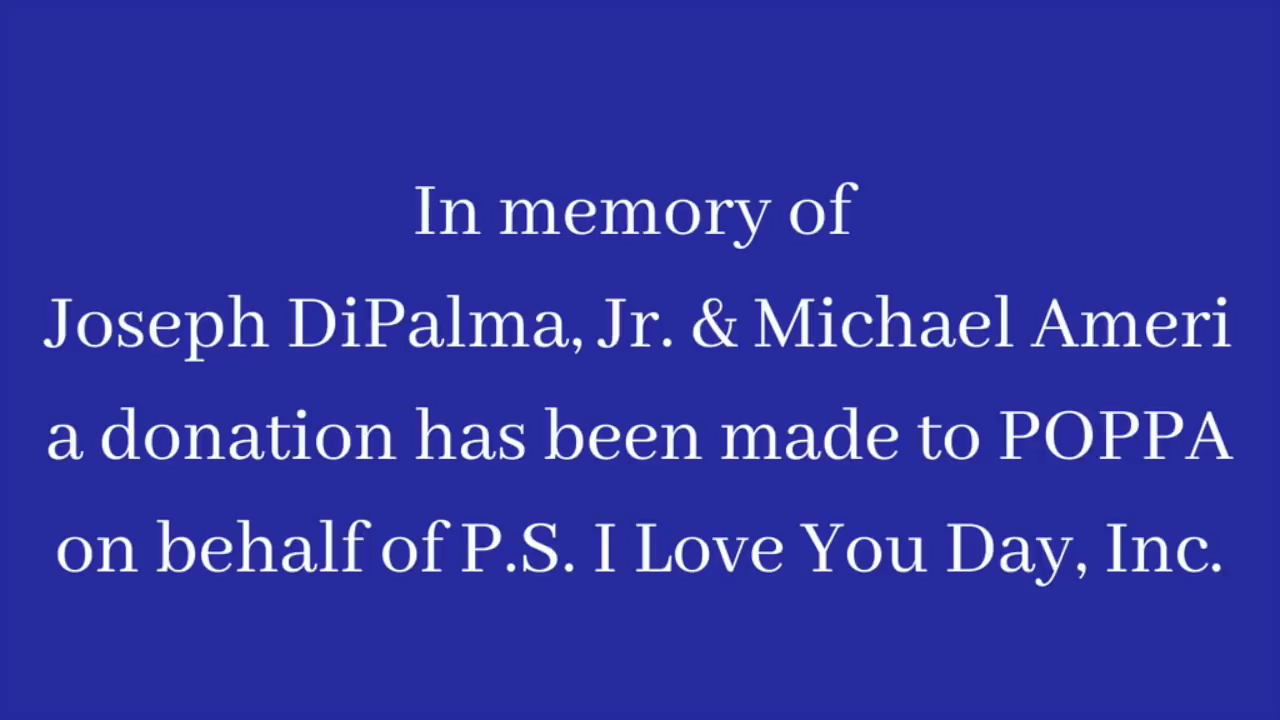 In memory of
Joseph DiPalma, Jr. & Michael Ameri
a donation has been made to POPPA
on behalf of P.S. I Love You Day, Inc.